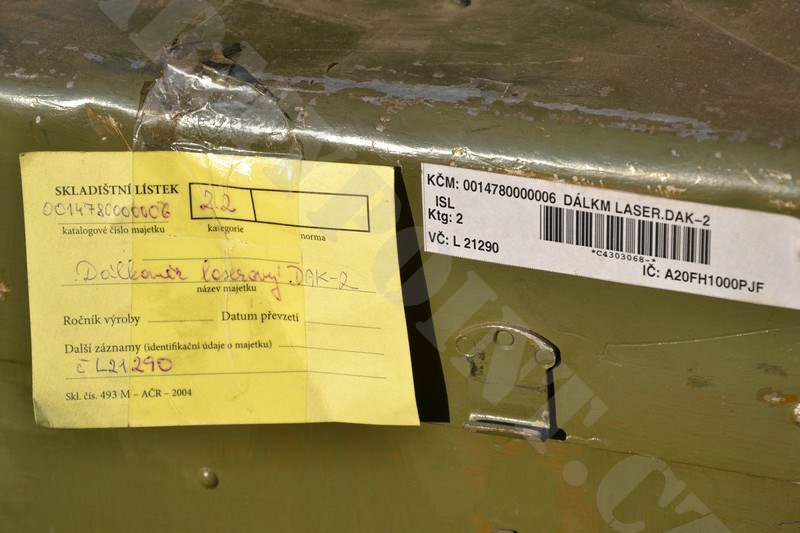 SKLADIŠTNÍ LÍSTEK
0014780000006 2.2
katalogové číslo majetku kategorie norma
Dálkoměr laserový DAK-2
název majetku
Ročník výroby Datum převzetí
Další záznamy (identifikační údaje o majetku)
č L21290
Skl. čís. 493 M – AČR – 2004
KČM: 0014780000006 DÁLKM LASER.DAK-2
ISL
Ktg: 2
*C4303068-*
VČ: L 21290
IČ: A20FH1000PJF